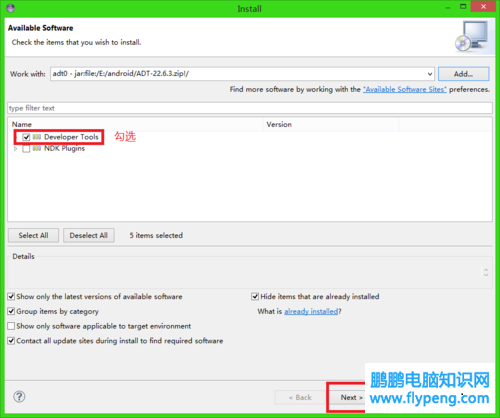 Install
Available Software
Check the items that you wish to install.
Work with: adt0 - jar:file:/E:/android/ADT-22.6.3.zip!/ Add...
Find more software by working with the "Available Software Sites" preferences.
type filter text
Name Version
Developer Tools 勾选
NDK Plugins
Select All Deselect All 5 items selected
Details
Show only the latest versions of available software Hide items that are already installed
Group items by category What is already installed?
Show only software applicable to target environment
Contact all update sites during install to find required software
? < Back Next >
鹏鹏电脑知识网
www.flypeng.com